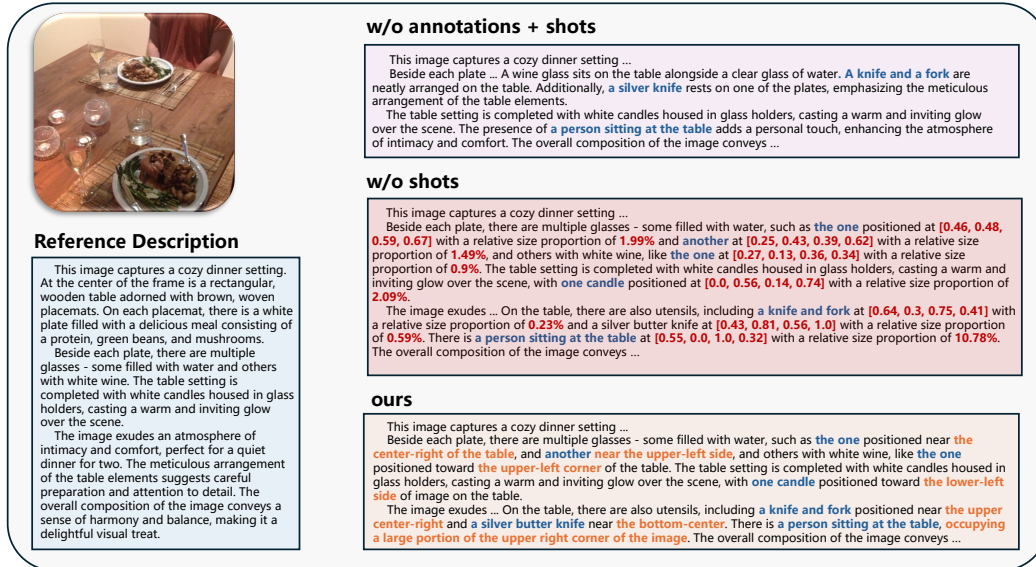 Reference Description
This image captures a cozy dinner setting.
At the center of the frame is a rectangular,
wooden table adorned with brown, woven
placemats. On each placemat, there is a white
plate filled with a delicious meal consisting of
a protein, green beans, and mushrooms.
Beside each plate, there are multiple
glasses - some filled with water and others
with white wine. The table setting is
completed with white candles housed in glass
holders, casting a warm and inviting glow
over the scene.
The image exudes an atmosphere of
intimacy and comfort, perfect for a quiet
dinner for two. The meticulous arrangement
of the table elements suggests careful
preparation and attention to detail. The
overall composition of the image conveys a
sense of harmony and balance, making it a
delightful visual treat.
w/o annotations + shots
This image captures a cozy dinner setting ...
Beside each plate ... A wine glass sits on the table alongside a clear glass of water. A knife and a fork are
neatly arranged on the table. Additionally, a silver knife rests on one of the plates, emphasizing the meticulous
arrangement of the table elements.
The table setting is completed with white candles housed in glass holders, casting a warm and inviting glow
over the scene. The presence of a person sitting at the table adds a personal touch, enhancing the atmosphere
of intimacy and comfort. The overall composition of the image conveys ...
w/o shots
This image captures a cozy dinner setting ...
Beside each plate, there are multiple glasses - some filled with water, such as the one positioned at [0.46, 0.48,
0.59, 0.67] with a relative size proportion of 1.99% and another at [0.25, 0.43, 0.39, 0.62] with a relative size
proportion of 1.49%, and others with white wine, like the one at [0.27, 0.13, 0.36, 0.34] with a relative size
proportion of 0.9%. The table setting is completed with white candles housed in glass holders, casting a warm and
inviting glow over the scene, with one candle positioned at [0.0, 0.56, 0.14, 0.74] with a relative size proportion of
2.09%.
The image exudes ... On the table, there are also utensils, including a knife and fork at [0.64, 0.3, 0.75, 0.41] with
a relative size proportion of 0.23% and a silver butter knife at [0.43, 0.81, 0.56, 1.0] with a relative size proportion
of 0.59%. There is a person sitting at the table at [0.55, 0.0, 1.0, 0.32] with a relative size proportion of 10.78%.
The overall composition of the image conveys ...
ours
This image captures a cozy dinner setting ...
Beside each plate, there are multiple glasses - some filled with water, such as the one positioned near the
center-right of the table, and another near the upper-left side, and others with white wine, like the one
positioned toward the upper-left corner of the table. The table setting is completed with white candles housed in
glass holders, casting a warm and inviting glow over the scene, with one candle positioned toward the lower-left
side of image on the table.
The image exudes ... On the table, there are also utensils, including a knife and fork positioned near the upper
center-right and a silver butter knife near the bottom-center. There is a person sitting at the table, occupying
a large portion of the upper right corner of the image. The overall composition of the image conveys ...